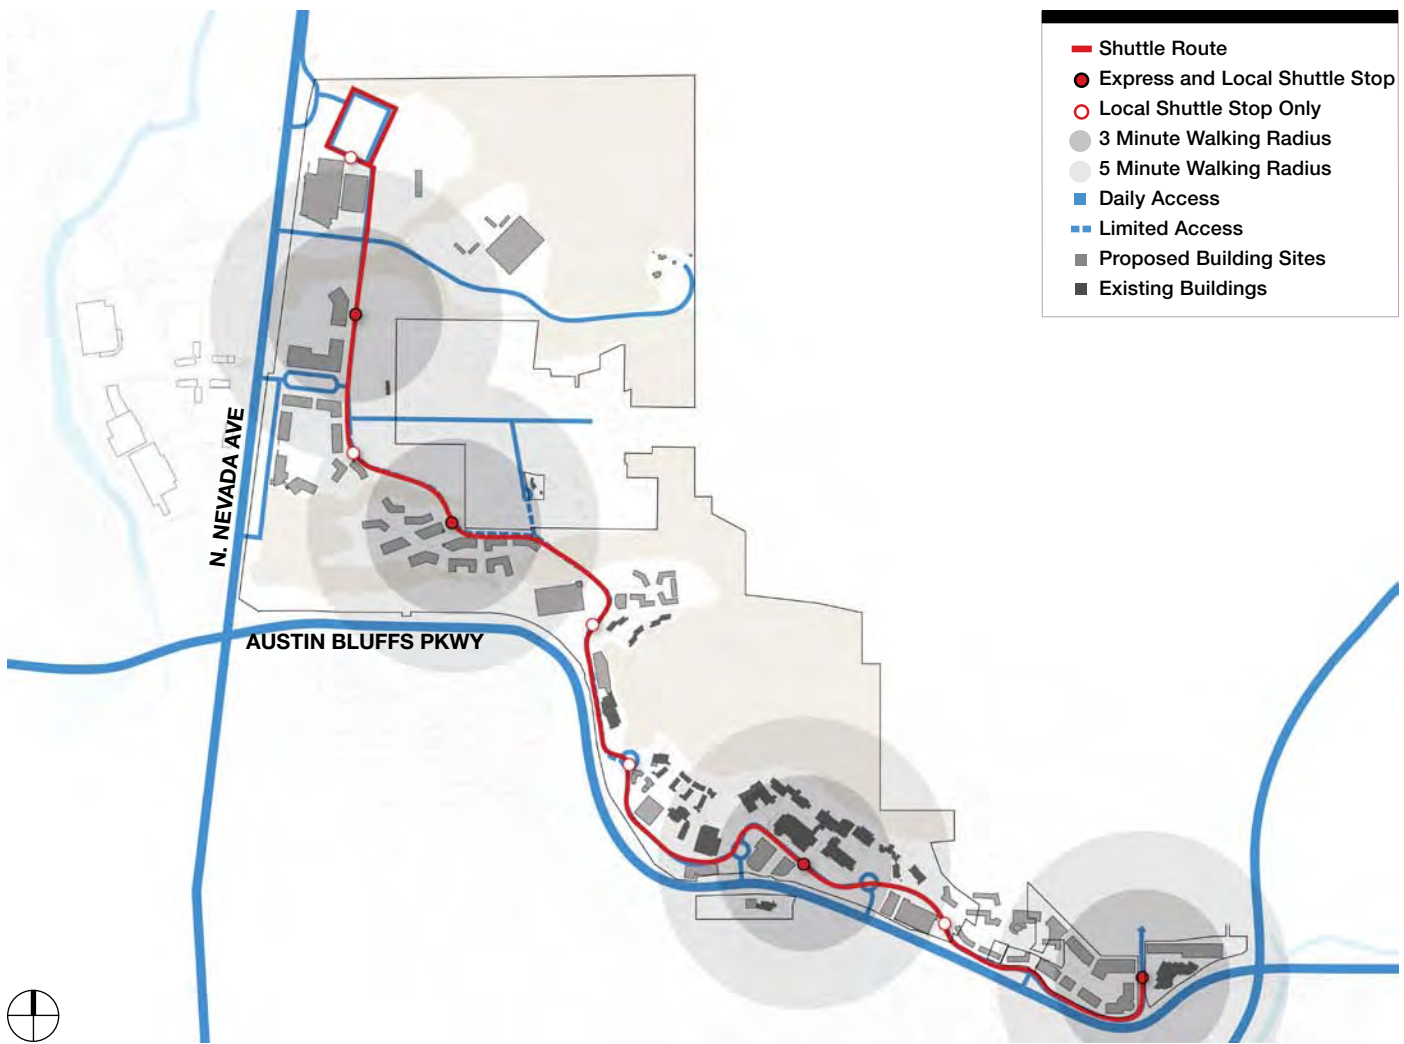 Shuttle Route
Express and Local Shuttle Stop
Local Shuttle Stop Only
3 Minute Walking Radius
5 Minute Walking Radius
Daily Access
Limited Access
Proposed Building Sites
Existing Buildings
N. NEVADA AVE
AUSTIN BLUFFS PKWY